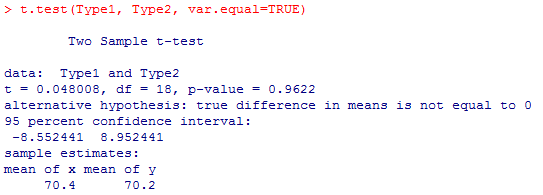 > t.test(Type1, Type2, var.equal=TRUE)
Two Sample t-test
data:  Type1 and Type2
t = 0.048008, df = 18, p-value = 0.9622
alternative hypothesis: true difference in means is not equal to 0
95 percent confidence interval:
-8.552441  8.952441
sample estimates:
mean of x mean of y
70.4      70.2